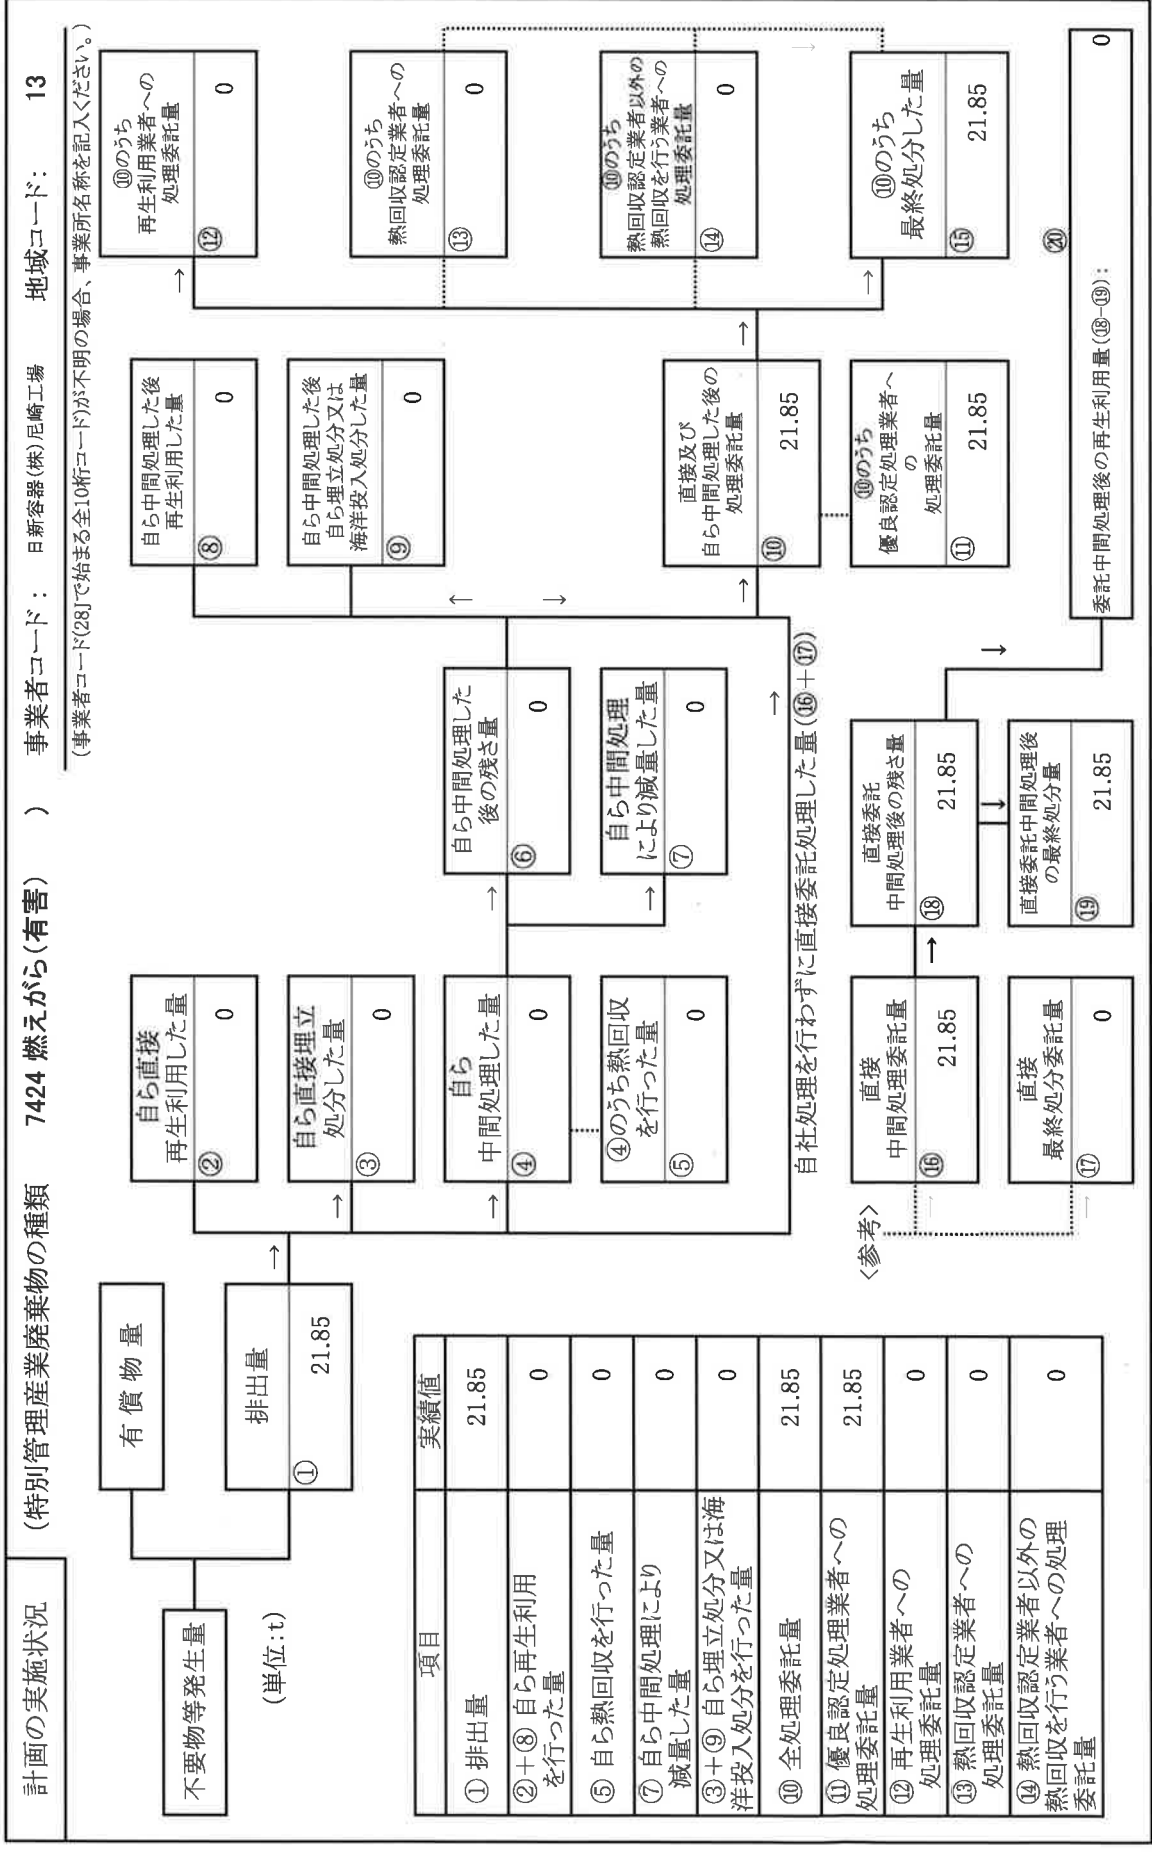 計画の実施状況
(特別管理産業廃棄物の種類 7424 燃えがら(有害) )
事業者コード: 日新容器(株)尼崎工場 地域コード: 13
(事業者コード(28」で始まる全10桁コード)が不明の場合、事業所名称を記入ください。)
不要物等発生量
(単位:t)
有償物量
排出量
① 21.85
→
自ら直接
再生利用した量
② 0
→
自ら直接埋立
処分した量
③ 0
→
自ら
中間処理した量
④ 0
④のうち熱回収
を行った量
⑤ 0
→
自ら中間処理した
後の残さ量
⑥ 0
→
自ら中間処理
により減量した量
⑦ 0
自ら中間処理した後
再生利用した量
⑧ 0
自ら中間処理した後
自ら埋立処分又は
海洋投入処分した量
⑨ 0
↑
↓
→
直接及び
自ら中間処理した後の
処理委託量
⑩ 21.85
→
⑩のうち
優良認定処理業者へ
の
処理委託量
⑪ 21.85
→
⑩のうち
再生利用業者への
処理委託量
⑫ 0
⑩のうち
熱回収認定業者への
処理委託量
⑬ 0
⑩のうち
熱回収認定業者以外の
熱回収を行う業者への
処理委託量
⑭ 0
↓
→
⑩のうち
最終処分した量
⑮ 21.85
→
自社処理を行わずに直接委託処理した量(⑯+⑰)
<参考>
→
直接
中間処理委託量
⑯ 21.85
→
直接
最終処分委託量
⑰ 0
→
直接委託
中間処理後の残さ量
⑱ 21.85
↓
直接委託中間処理後
の最終処分量
⑲ 21.85
↓
⑳
委託中間処理後の再生利用量(⑱-⑲): 0
項目 実績値
① 排出量 21.85
②+⑧ 自ら再生利用
を行った量 0
⑤ 自ら熱回収を行った量 0
⑦ 自ら中間処理により
減量した量 0
③+⑨ 自ら埋立処分又は海
洋投入処分を行った量 0
⑩ 全処理委託量 21.85
⑪ 優良認定処理業者への
処理委託量 21.85
⑫ 再生利用業者への
処理委託量 0
⑬ 熱回収認定業者への
処理委託量 0
⑭ 熱回収認定業者以外の
熱回収を行う業者への処理
委託量 0